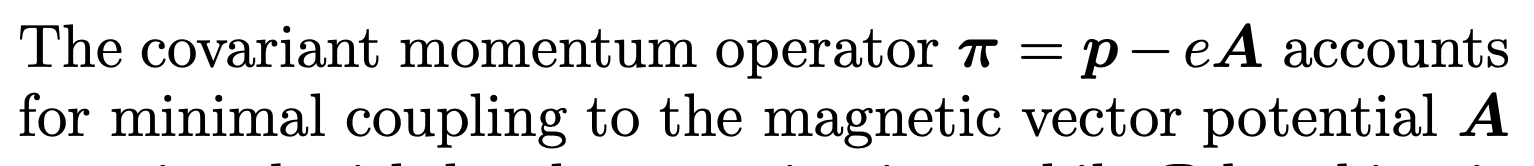 The covariant momentum operator π = p − eA accounts
for minimal coupling to the magnetic vector potential A